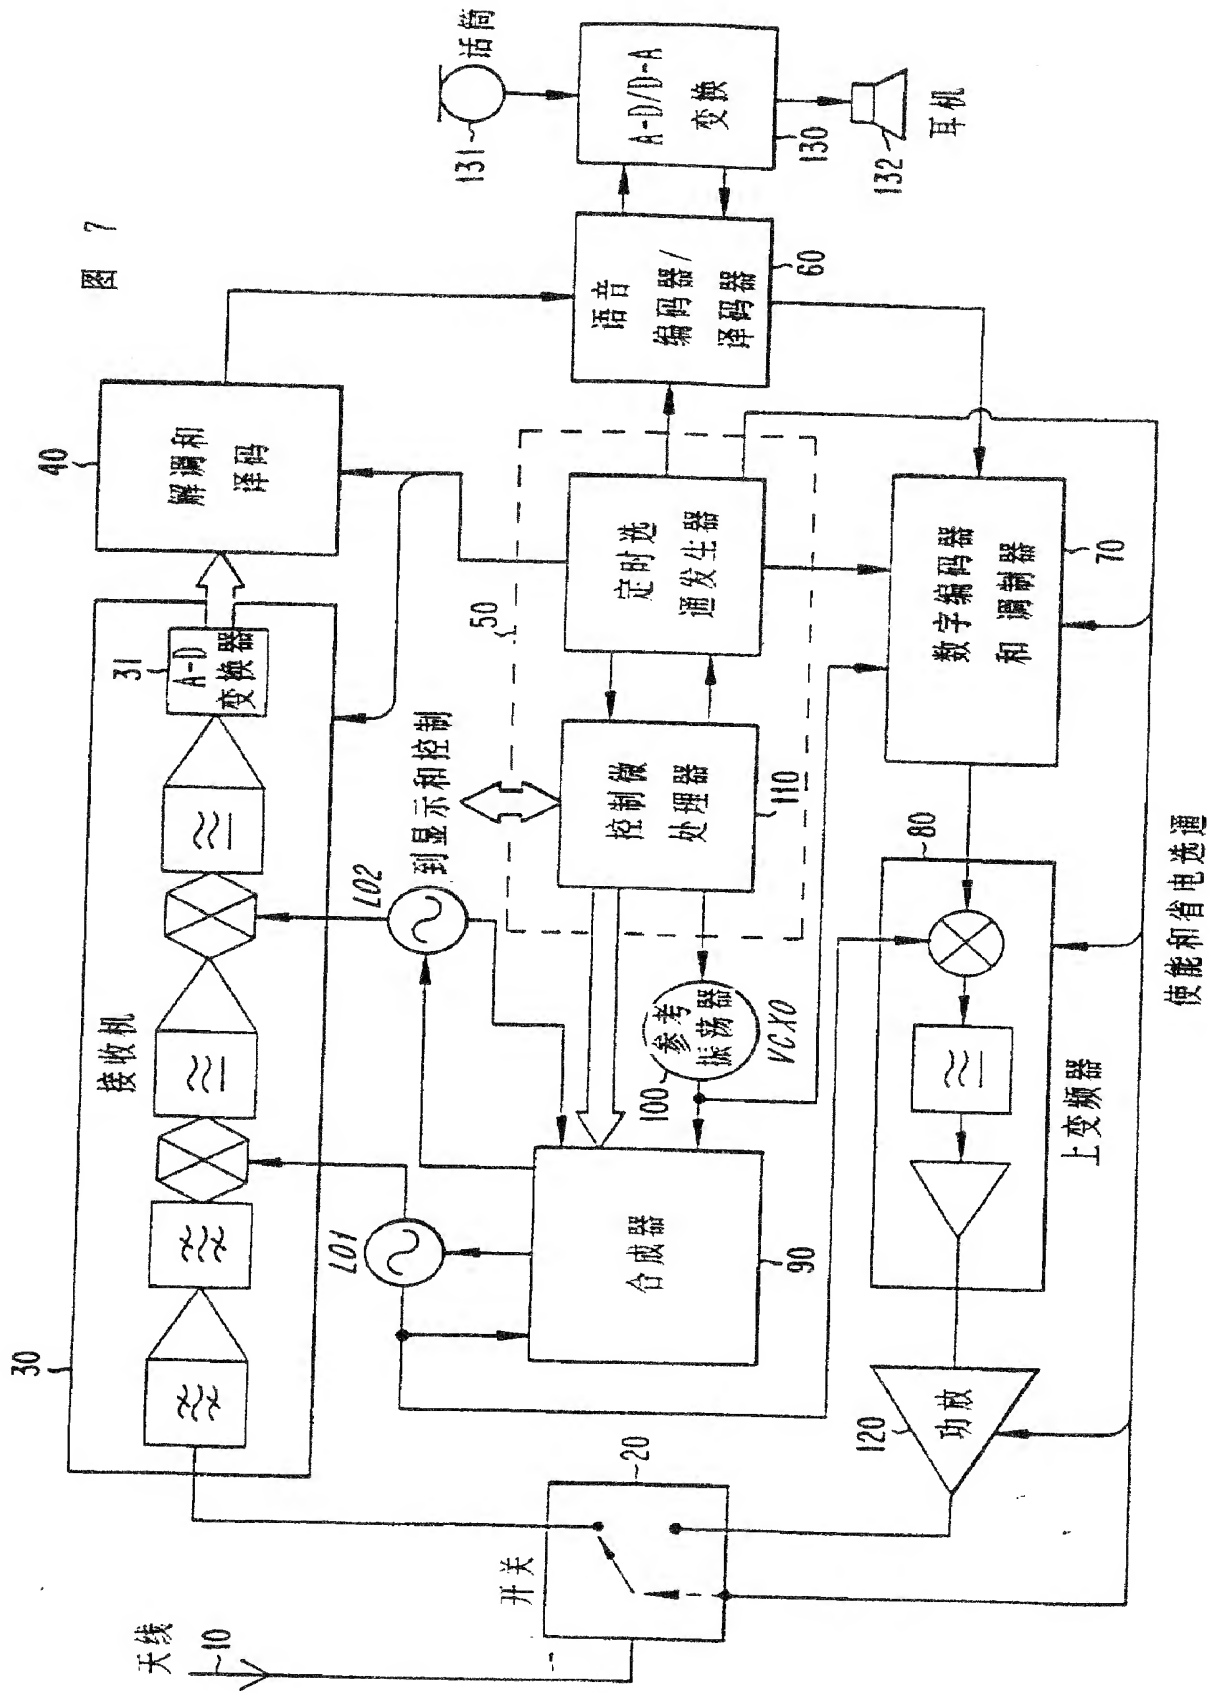 图 7
天线
10
开关
20
30
接收机
31
A-D
变换器
40
解调和
译码
LO1
LO2
到显示和控制
合成器
90
参考
振荡器
100
VCXO
50
控制微
处理器
110
定时选
通发生器
语音
编码器/
译码器
60
A-D/D-A
变换
130
131
话筒
132
耳机
数字编码器
和 调制器
70
80
上变频器
功放
120
使能和省电选通